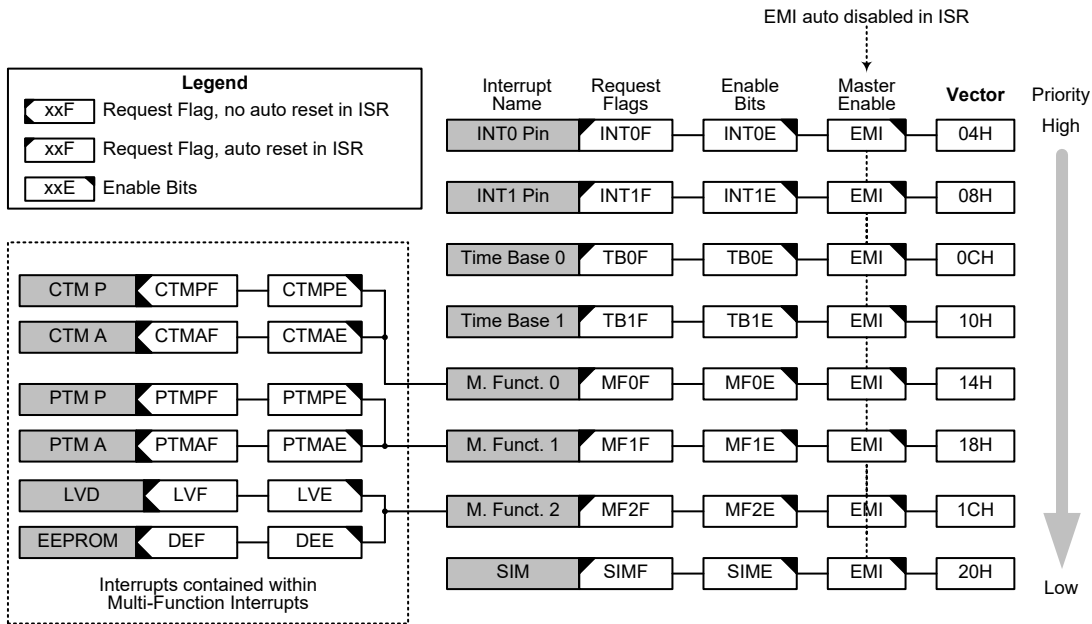 EMI auto disabled in ISR
Legend
xxF Request Flag, no auto reset in ISR
xxF Request Flag, auto reset in ISR
xxE Enable Bits
Interrupt Name
Request Flags
Enable Bits
Master Enable
Vector
Priority
High
INT0 Pin INT0F INT0E EMI 04H
INT1 Pin INT1F INT1E EMI 08H
Time Base 0 TB0F TB0E EMI 0CH
Time Base 1 TB1F TB1E EMI 10H
M. Funct. 0 MF0F MF0E EMI 14H
M. Funct. 1 MF1F MF1E EMI 18H
M. Funct. 2 MF2F MF2E EMI 1CH
SIM SIMF SIME EMI 20H
Low
CTM P CTMPF CTMPE
CTM A CTMAF CTMAE
PTM P PTMPF PTMPE
PTM A PTMAF PTMAE
LVD LVF LVE
EEPROM DEF DEE
Interrupts contained within
Multi-Function Interrupts